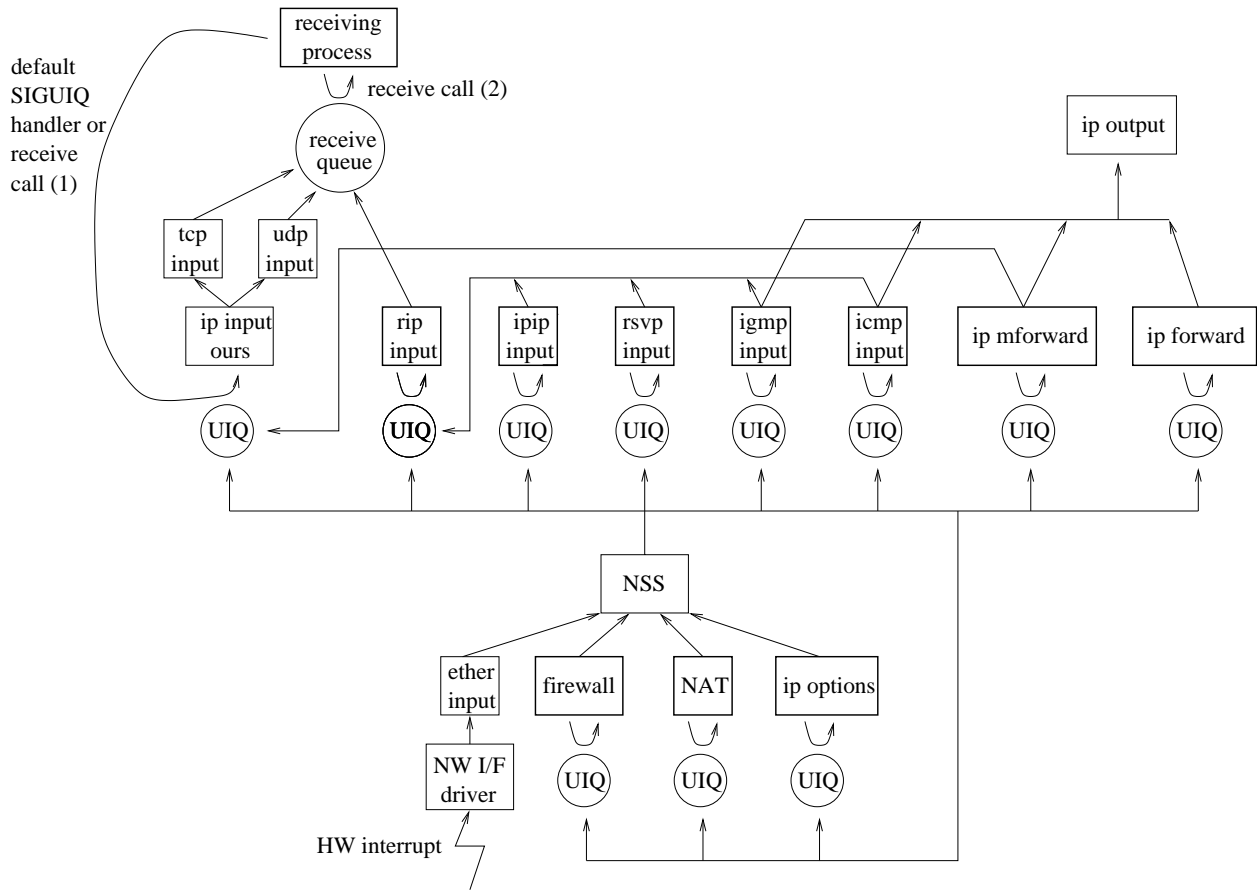 receiving
process
default
SIGUIQ
handler or
receive
call (1)
receive call (2)
receive
queue
ip output
tcp
input
udp
input
ip input
ours
rip
input
ipip
input
rsvp
input
igmp
input
icmp
input
ip mforward
ip forward
UIQ
UIQ
UIQ
UIQ
UIQ
UIQ
UIQ
UIQ
NSS
ether
input
firewall
NAT
ip options
NW I/F
driver
UIQ
UIQ
UIQ
HW interrupt